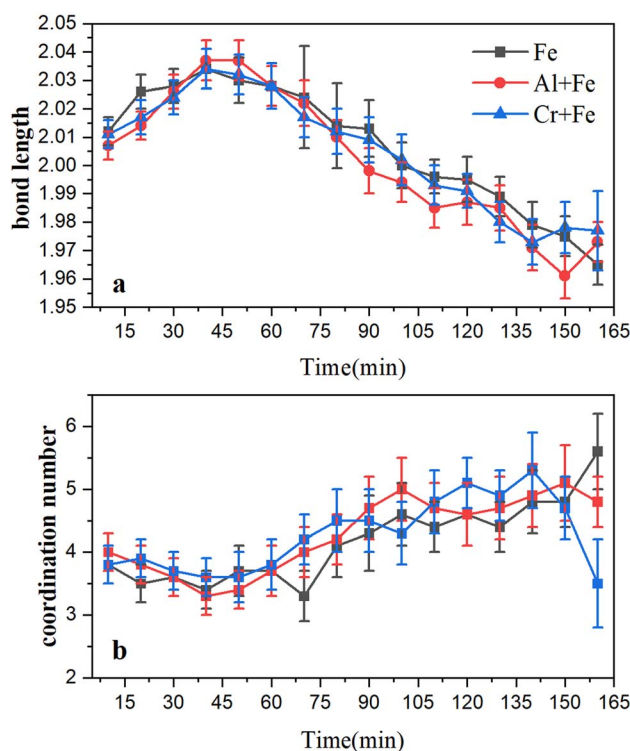 2.05
2.04
2.03
2.02
2.01
2.00
1.99
1.98
1.97
1.96
1.95
bond length
Fe
Al+Fe
Cr+Fe
a
15 30 45 60 75 90 105 120 135 150 165
Time(min)
6
5
4
3
2
coordination number
b
15 30 45 60 75 90 105 120 135 150 165
Time(min)